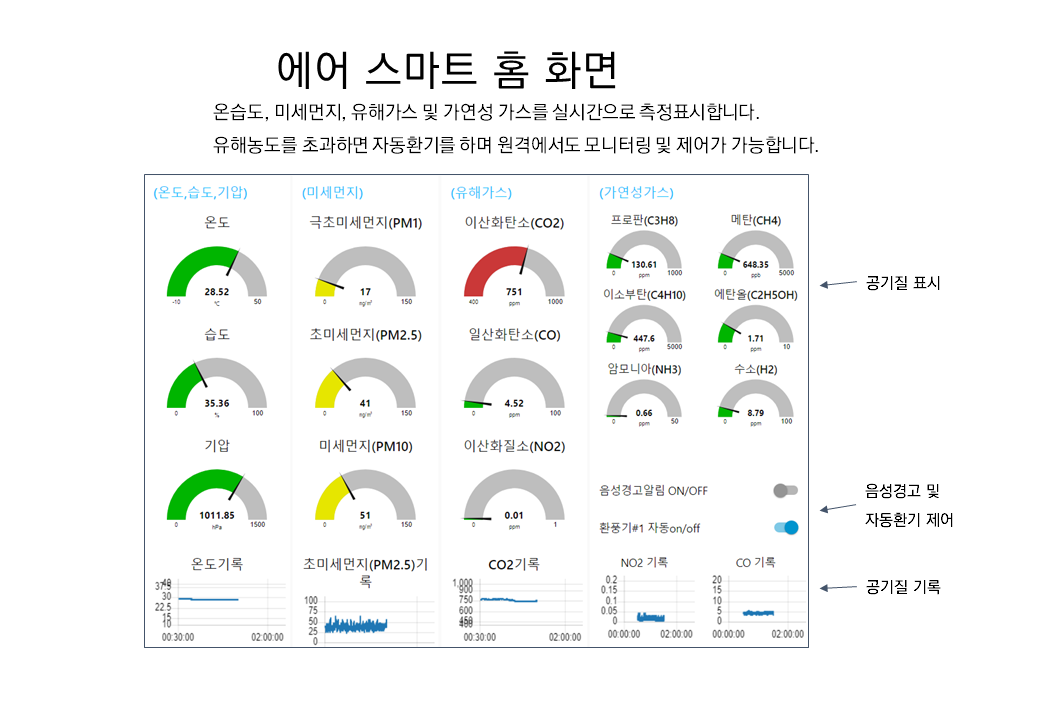 에어 스마트 홈 화면
온습도, 미세먼지, 유해가스 및 가연성 가스를 실시간으로 측정표시합니다.
유해농도를 초과하면 자동환기를 하며 원격에서도 모니터링 및 제어가 가능합니다.
(온도,습도,기압)
온도
28.52
℃
-10
50
습도
35.36
%
0
100
기압
1011.85
hPa
0
1500
온도기록
40
37.5
30
22.5
15
10
00:30:00
02:00:00
(미세먼지)
극초미세먼지(PM1)
17
ng/㎥
0
150
초미세먼지(PM2.5)
41
ng/㎥
0
150
미세먼지(PM10)
51
ng/㎥
0
150
초미세먼지(PM2.5)기
록
100
75
50
25
0
(유해가스)
이산화탄소(CO2)
751
ppm
400
1000
일산화탄소(CO)
4.52
ppm
0
100
이산화질소(NO2)
0.01
ppm
0
1
CO2기록
1,000
900
750
600
450
400
00:30:00
02:00:00
(가연성가스)
프로판(C3H8)
130.61
ppm
0
1000
메탄(CH4)
648.35
ppb
0
5000
이소부탄(C4H10)
447.6
ppm
0
5000
에탄올(C2H5OH)
1.71
ppm
0
10
암모니아(NH3)
0.66
ppm
0
50
수소(H2)
8.79
ppm
0
100
음성경고알림 ON/OFF
환풍기#1 자동on/off
NO2 기록
0.2
0.15
0.1
0.05
0
00:00:00
02:00:00
CO 기록
20
15
10
5
0
00:00:00
02:00:00
공기질 표시
음성경고 및
자동환기 제어
공기질 기록